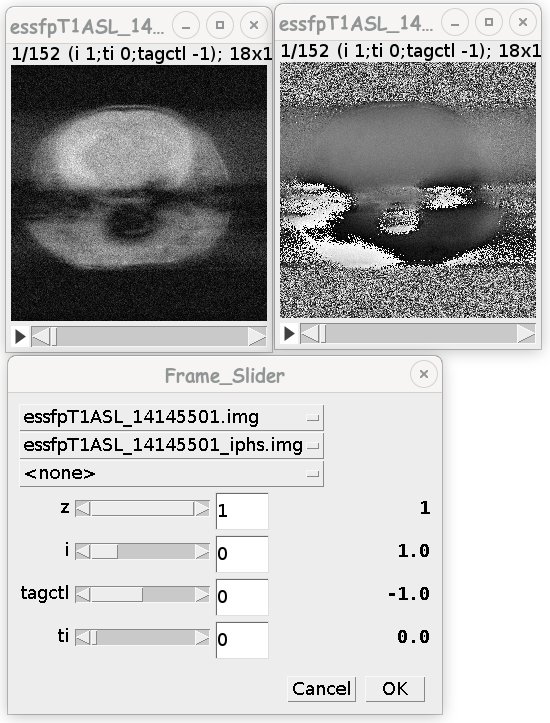 essfpT1ASL_14...
1/152 (i 1;ti 0;tagctl -1); 18x1
essfpT1ASL_14...
1/152 (i 1;ti 0;tagctl -1); 18x1
Frame_Slider
essfpT1ASL_14145501.img
essfpT1ASL_14145501_iphs.img
<none>
z 1 1
i 0 1.0
tagctl 0 -1.0
ti 0 0.0
Cancel OK